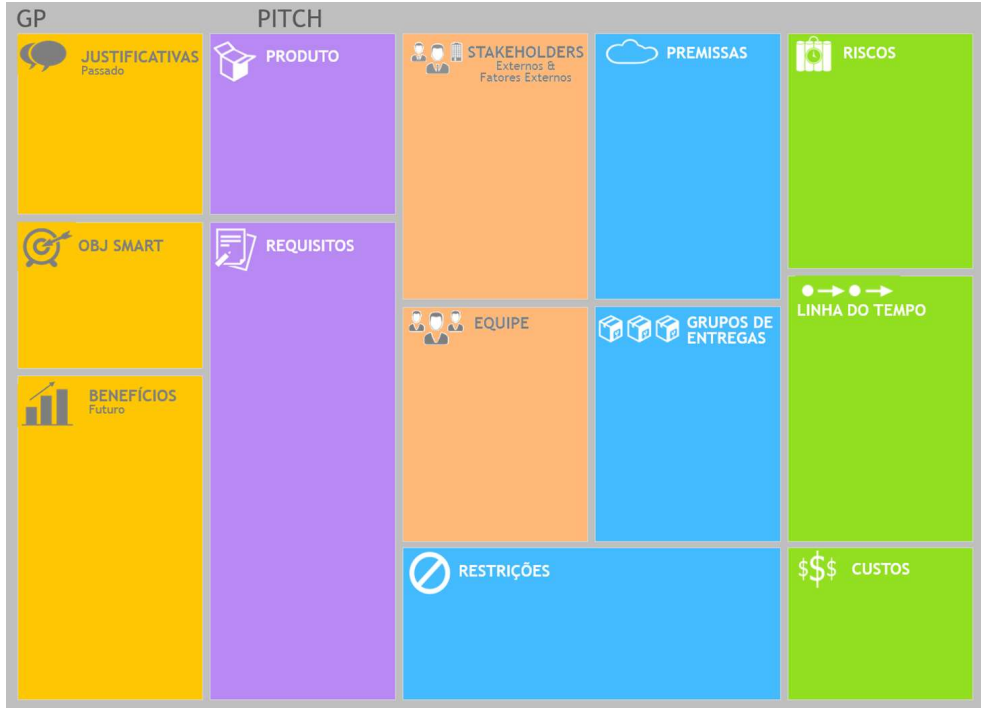 GP
PITCH
JUSTIFICATIVAS
Passado
OBJ SMART
BENEFÍCIOS
Futuro
PRODUTO
REQUISITOS
STAKEHOLDERS
Externos &
Fatores Externos
EQUIPE
PREMISSAS
GRUPOS DE
ENTREGAS
RESTRIÇÕES
RISCOS
LINHA DO TEMPO
$$$ CUSTOS